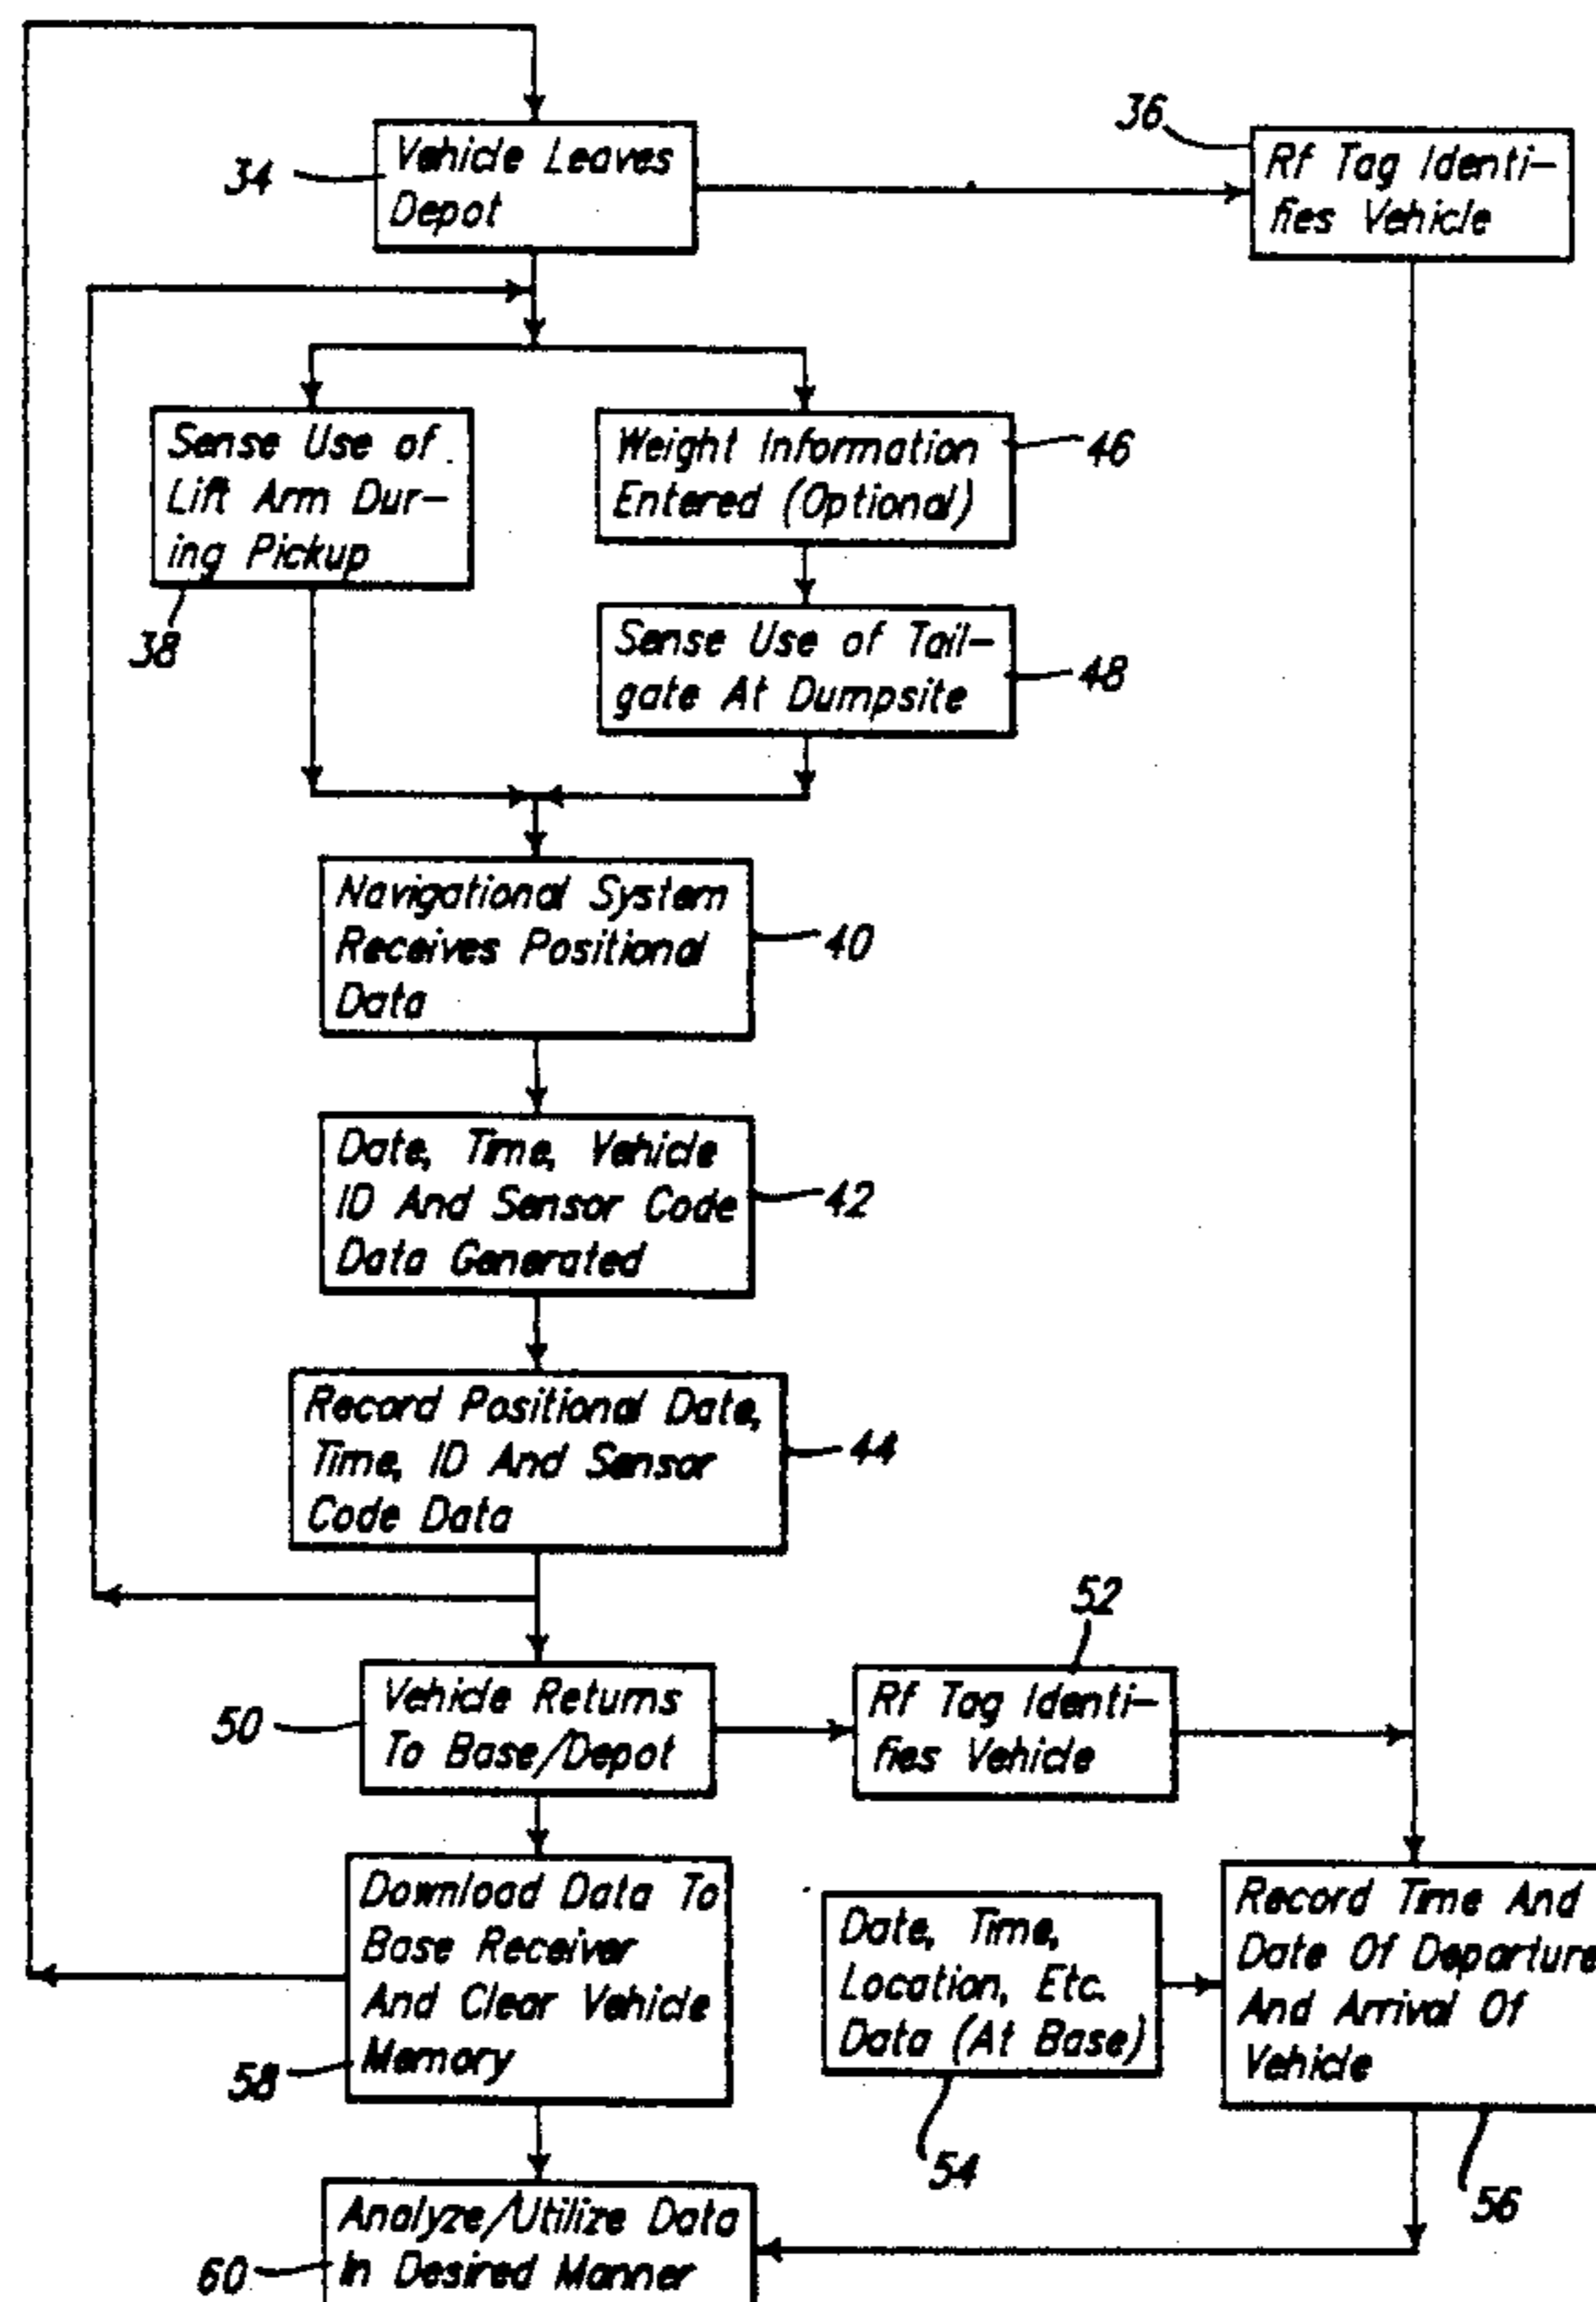 34
Vehicle Leaves
Depot
36
Rf Tag Identi-
fies Vehicle
Sense Use of
Lift Arm Dur-
ing Pickup
38
Weight Information
Entered (Optional)
46
Sense Use of Tail-
gate At Dumpsite
48
Navigational System
Receives Positional
Data
40
Date, Time, Vehicle
ID And Sensor Code
Data Generated
42
Record Positional Date,
Time, ID And Sensor
Code Data
44
50
Vehicle Returns
To Base/Depot
52
Rf Tag Identi-
fies Vehicle
Download Data To
Base Receiver
And Clear Vehicle
Memory
58
Date, Time,
Location, Etc.
Data (At Base)
54
Record Time And
Date Of Departure
And Arrival Of
Vehicle
56
Analyze/Utilize Data
In Desired Manner
60